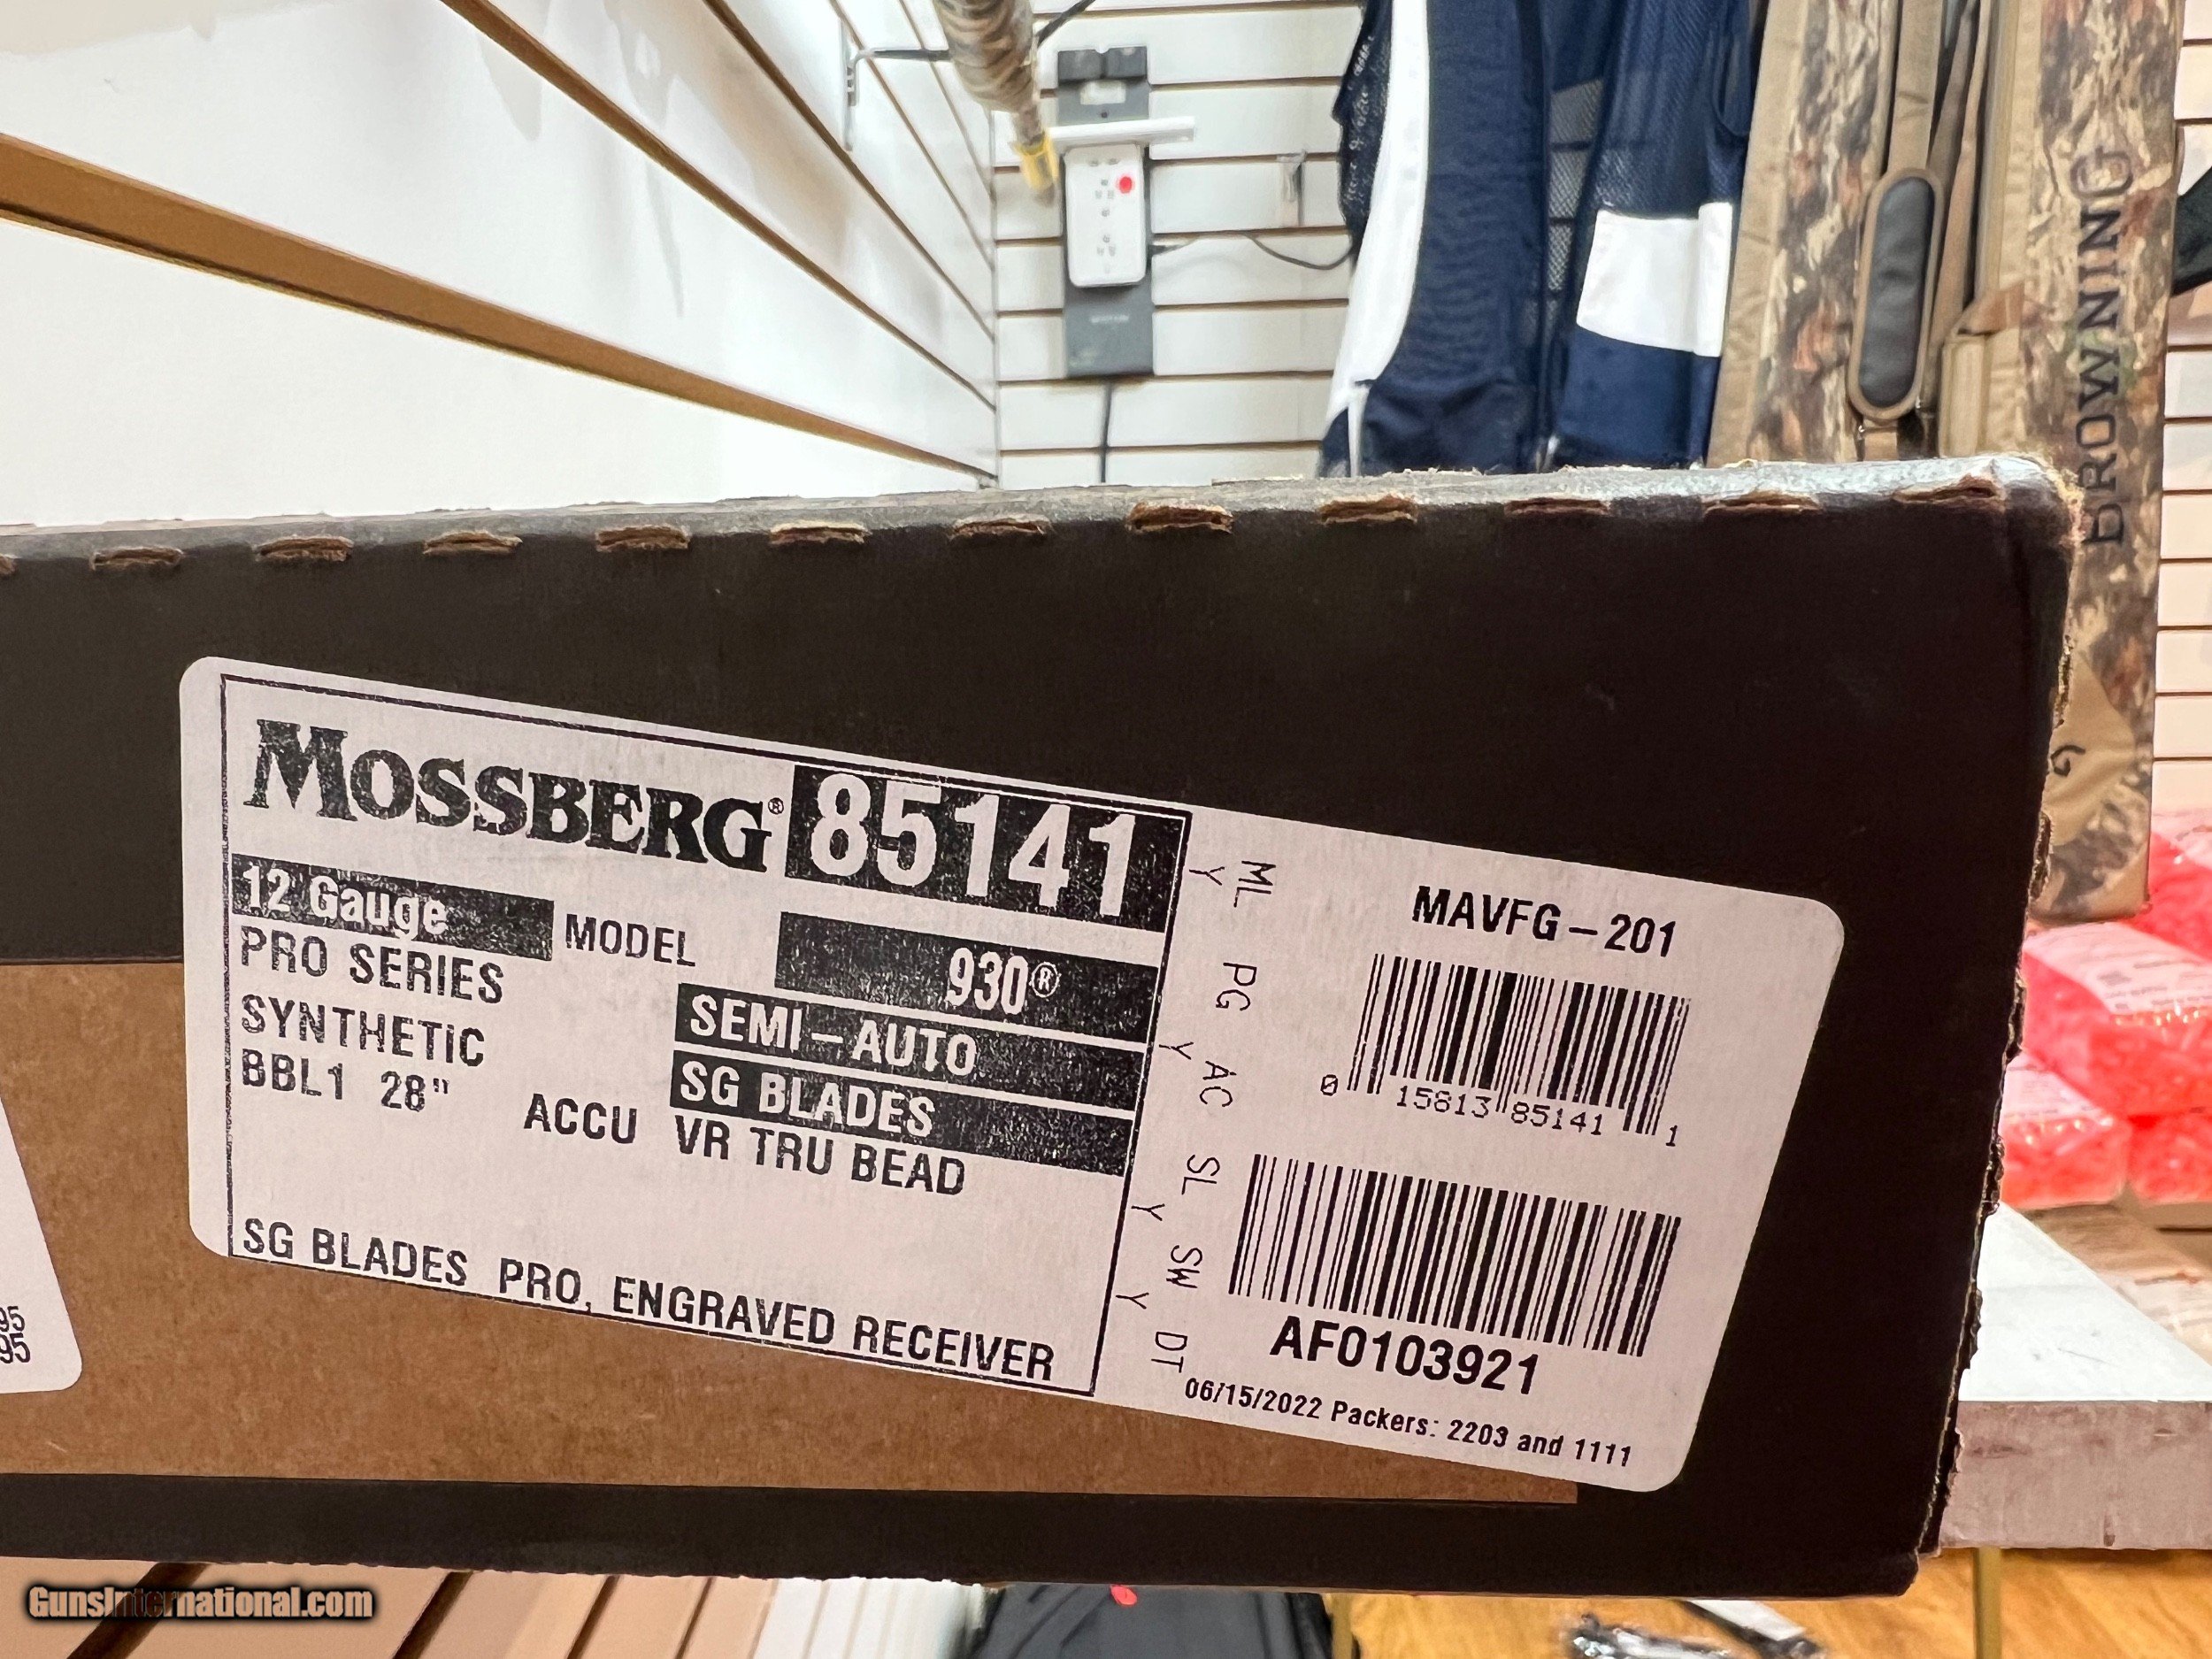 BROWNING
MOSSBERG® 85141
12 Gauge MODEL 930®
PRO SERIES SEMI-AUTO
SYNTHETIC SG BLADES
BBL1 28" ACCU VR TRU BEAD
SG BLADES PRO, ENGRAVED RECEIVER
ML PG AC SL SW DT
Y Y Y Y
MAVFG-201
0 15813 85141 1
AF0103921
06/15/2022 Packers: 2203 and 1111
95
95
GunsInternational.com